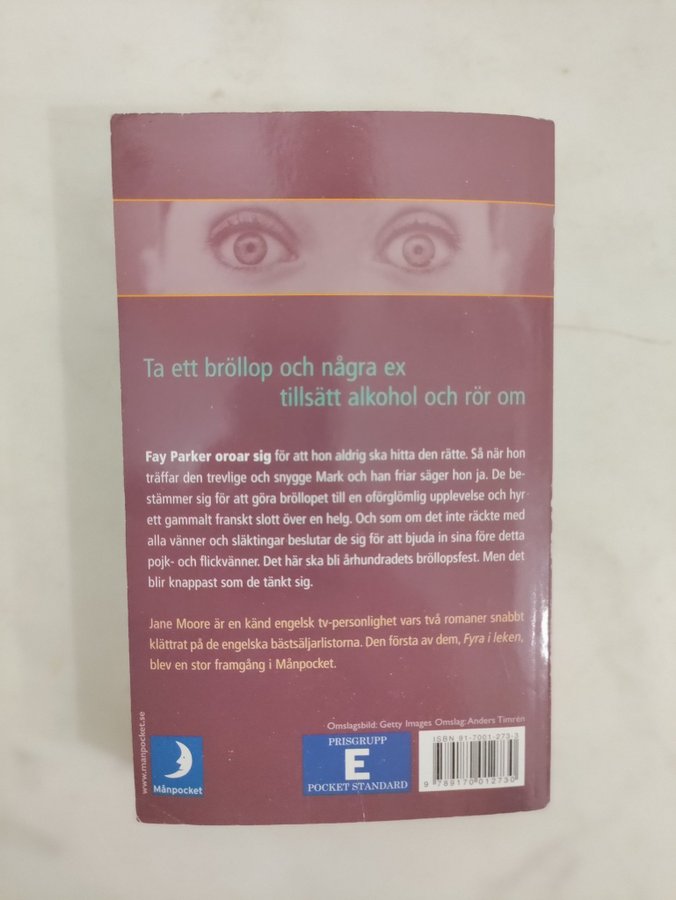 Ta ett bröllop och några ex
tillsätt alkohol och rör om
Fay Parker oroar sig för att hon aldrig ska hitta den rätte. Så när hon
träffar den trevlige och snygge Mark och han friar säger hon ja. De be-
stämmer sig för att göra bröllopet till en oförglömlig upplevelse och hyr
ett gammalt franskt slott över en helg. Och som om det inte räckte med
alla vänner och släktingar beslutar de sig för att bjuda in sina före detta
pojk- och flickvänner. Det här ska bli århundradets bröllopsfest. Men det
blir knappast som de tänkt sig.
Jane Moore är en känd engelsk tv-personlighet vars två romaner snabbt
klättrat på de engelska bästsäljarlistorna. Den första av dem, Fyra i leken,
blev en stor framgång i Månpocket.
Omslagsbild: Getty Images Omslag: Anders Timrén
www.manpocket.se
Månpocket
PRISGRUPP
E
POCKET STANDARD
ISBN 91-7001-273-3
9 789170 012730